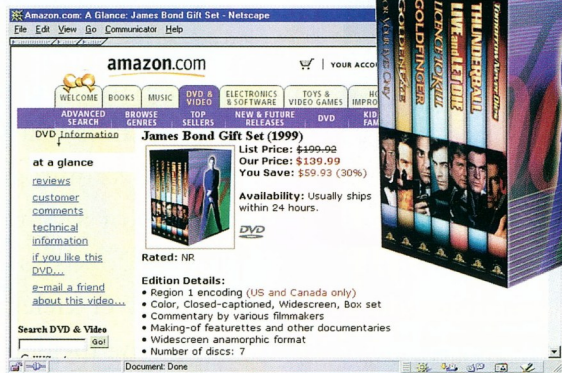 Amazon.com: A Glance: James Bond Gift Set - Netscape
File Edit View Go Communicator Help
amazon.com
YOUR ACCOU
WELCOME
BOOKS
MUSIC
DVD & VIDEO
ELECTRONICS & SOFTWARE
TOYS & VIDEO GAMES
ADVANCED SEARCH
BROWSE GENRES
TOP SELLERS
NEW & FUTURE RELEASES
DVD
DVD Information
at a glance
reviews
customer
comments
technical
information
if you like this
DVD...
e-mail a friend
about this video...
Search DVD & Video
Go!
James Bond Gift Set (1999)
List Price: $199.92
Our Price: $139.99
You Save: $59.93 (30%)
Availability: Usually ships
within 24 hours.
DVD
Rated: NR
Edition Details:
• Region 1 encoding (US and Canada only)
• Color, Closed-captioned, Widescreen, Box set
• Commentary by various filmmakers
• Making-of featurettes and other documentaries
• Widescreen anamorphic format
• Number of discs: 7
Document: Done
GOLDENEYE
GOLDFINGER
LICENCE TO KILL
LIVE and LET DIE
THUNDERBALL
Tomorrow Never Dies